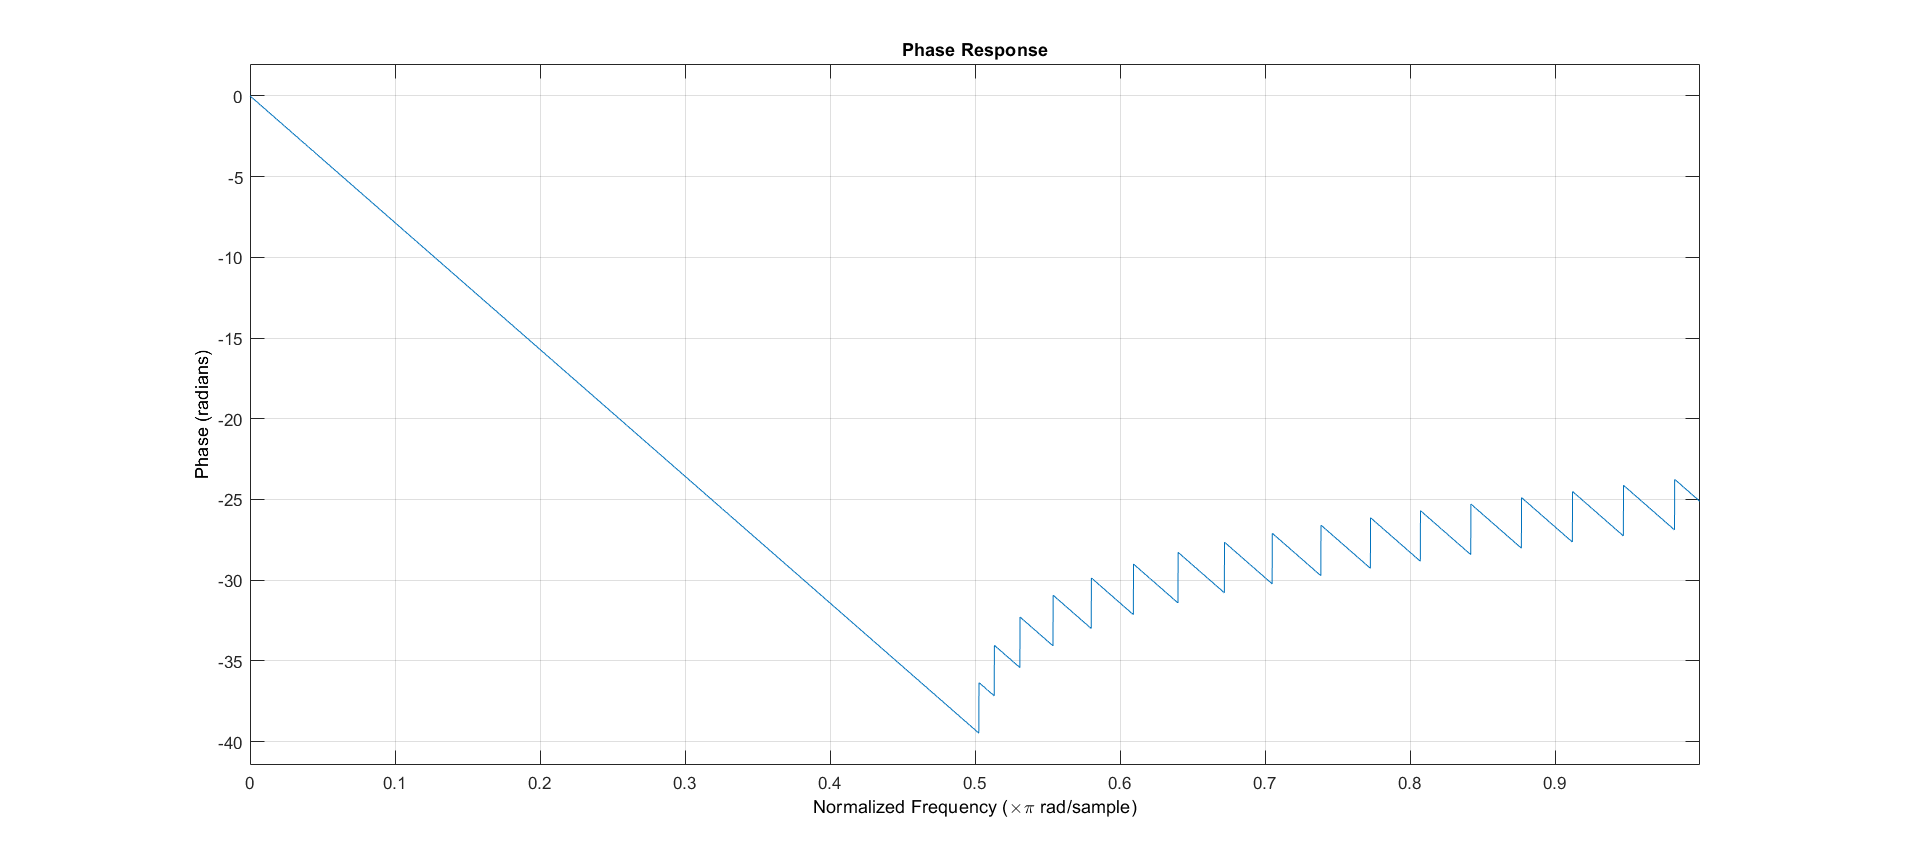 Phase Response
Phase (radians)
0
-5
-10
-15
-20
-25
-30
-35
-40
0 0.1 0.2 0.3 0.4 0.5 0.6 0.7 0.8 0.9
Normalized Frequency (×π rad/sample)